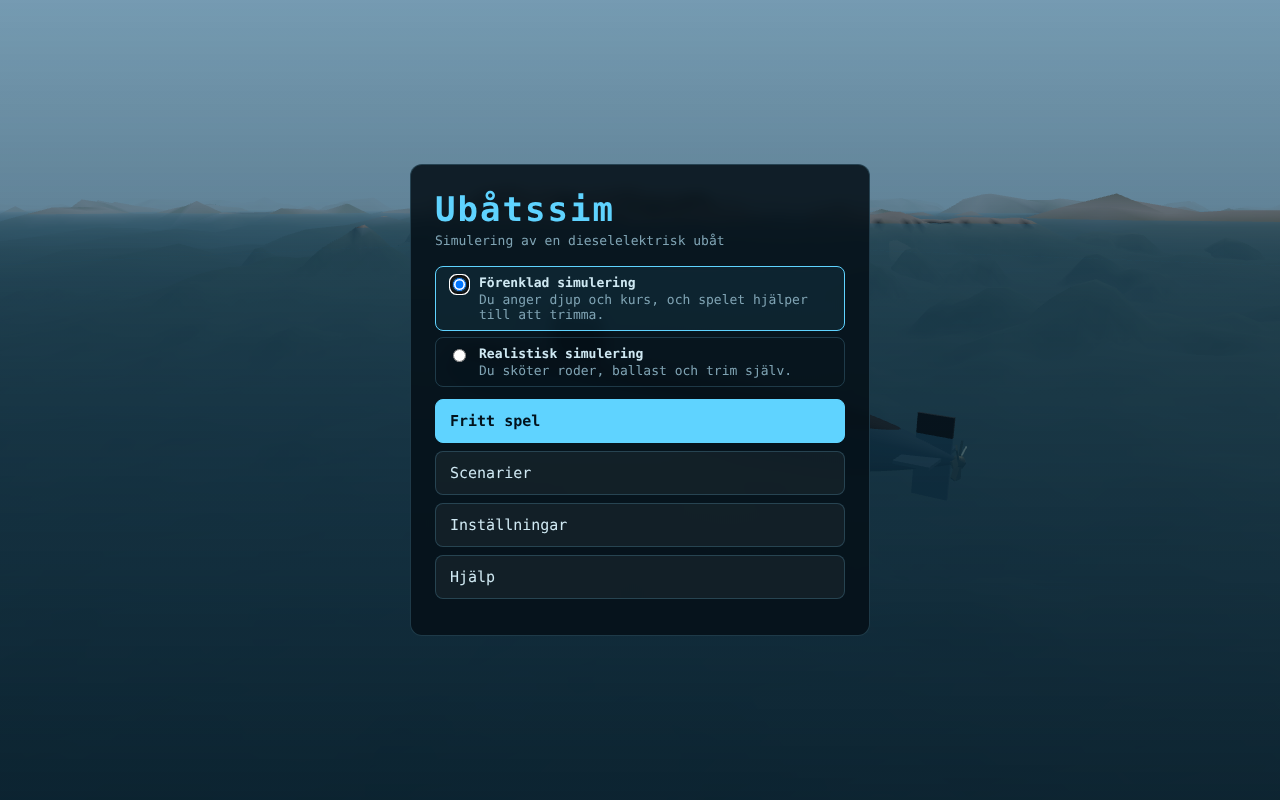 Ubåtssim
Simulering av en dieselelektrisk ubåt
Förenklad simulering
Du anger djup och kurs, och spelet hjälper
till att trimma.
Realistisk simulering
Du sköter roder, ballast och trim själv.
Fritt spel
Scenarier
Inställningar
Hjälp